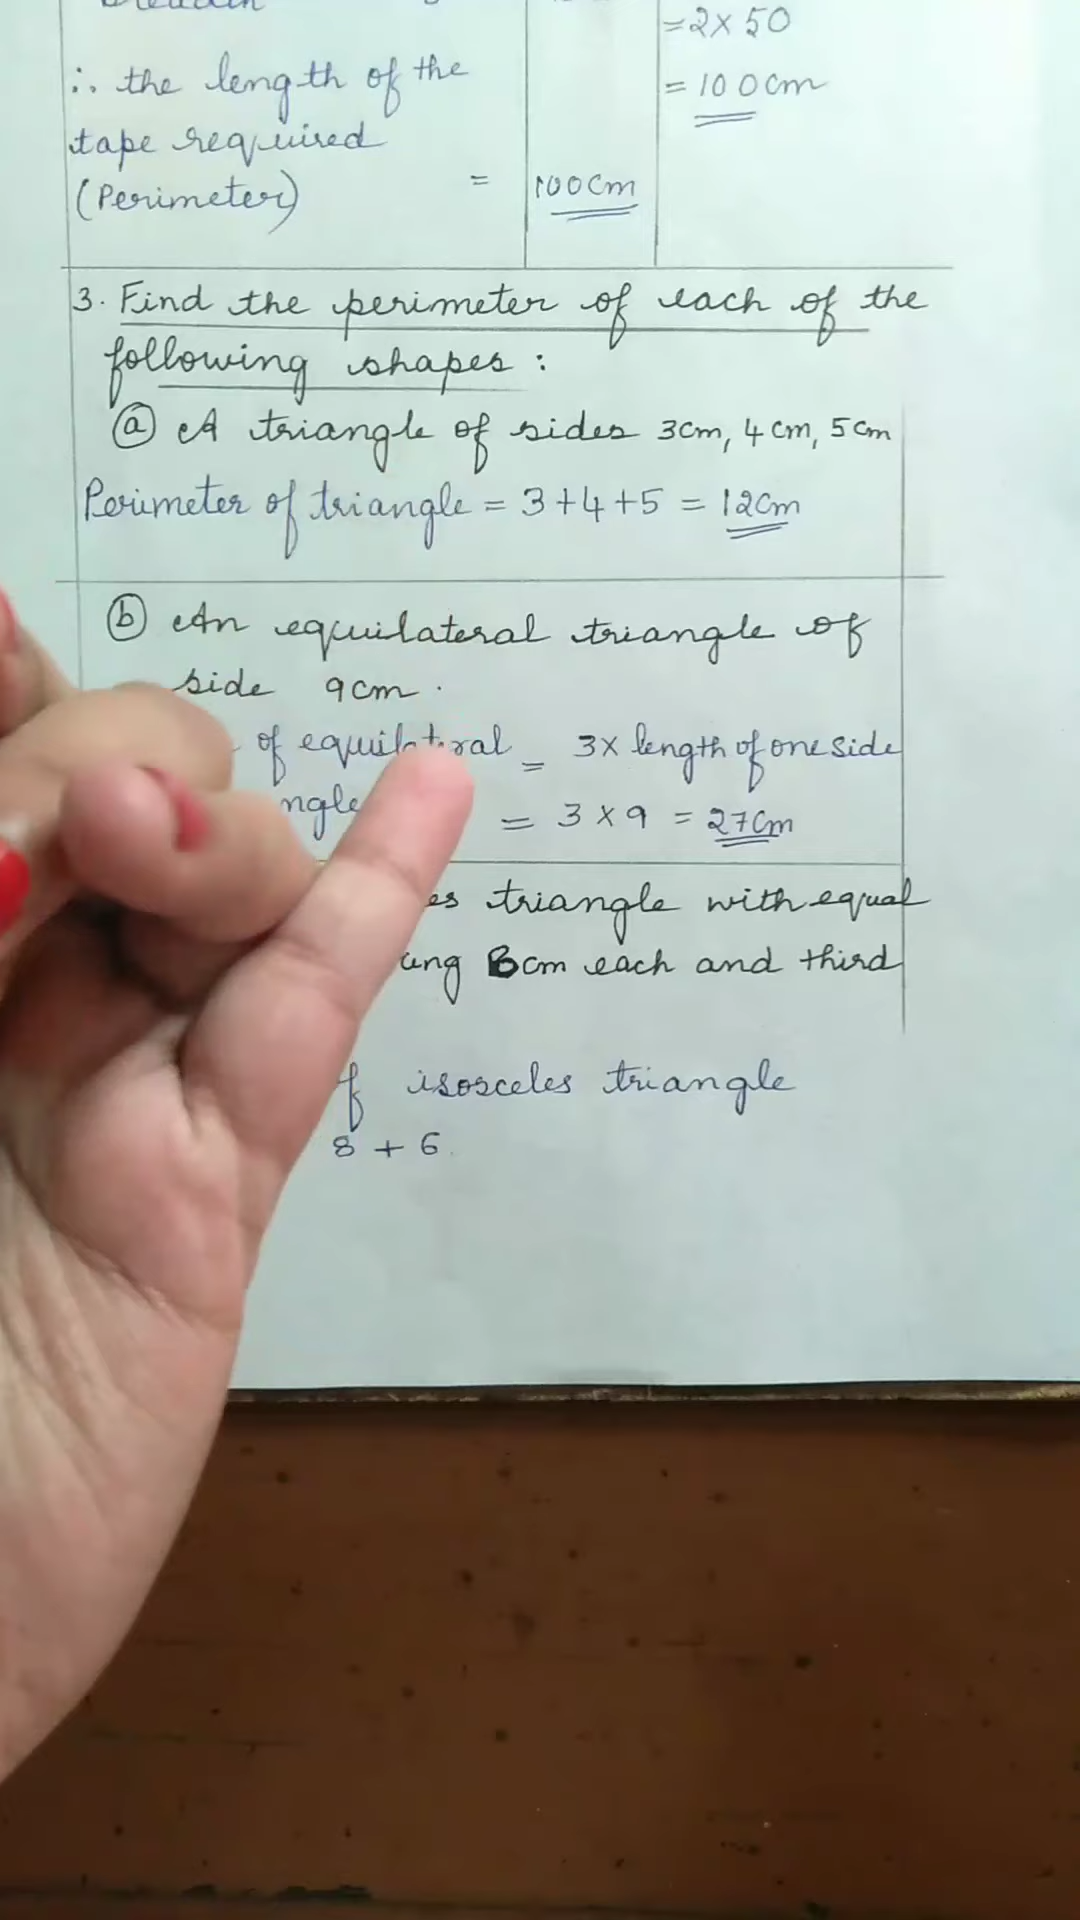 = 2 x 50
∴ the length of the
= 100cm
tape required
(Perimeter) = 100cm
3. Find the perimeter of each of the
following shapes :
(a) A triangle of sides 3cm, 4cm, 5cm
Perimeter of triangle = 3+4+5 = 12cm
(b) An equilateral triangle of
side 9cm.
of equilateral = 3x length of one side
= 3 x 9 = 27cm
triangle with equal
cm each and third
isosceles triangle
8 + 6